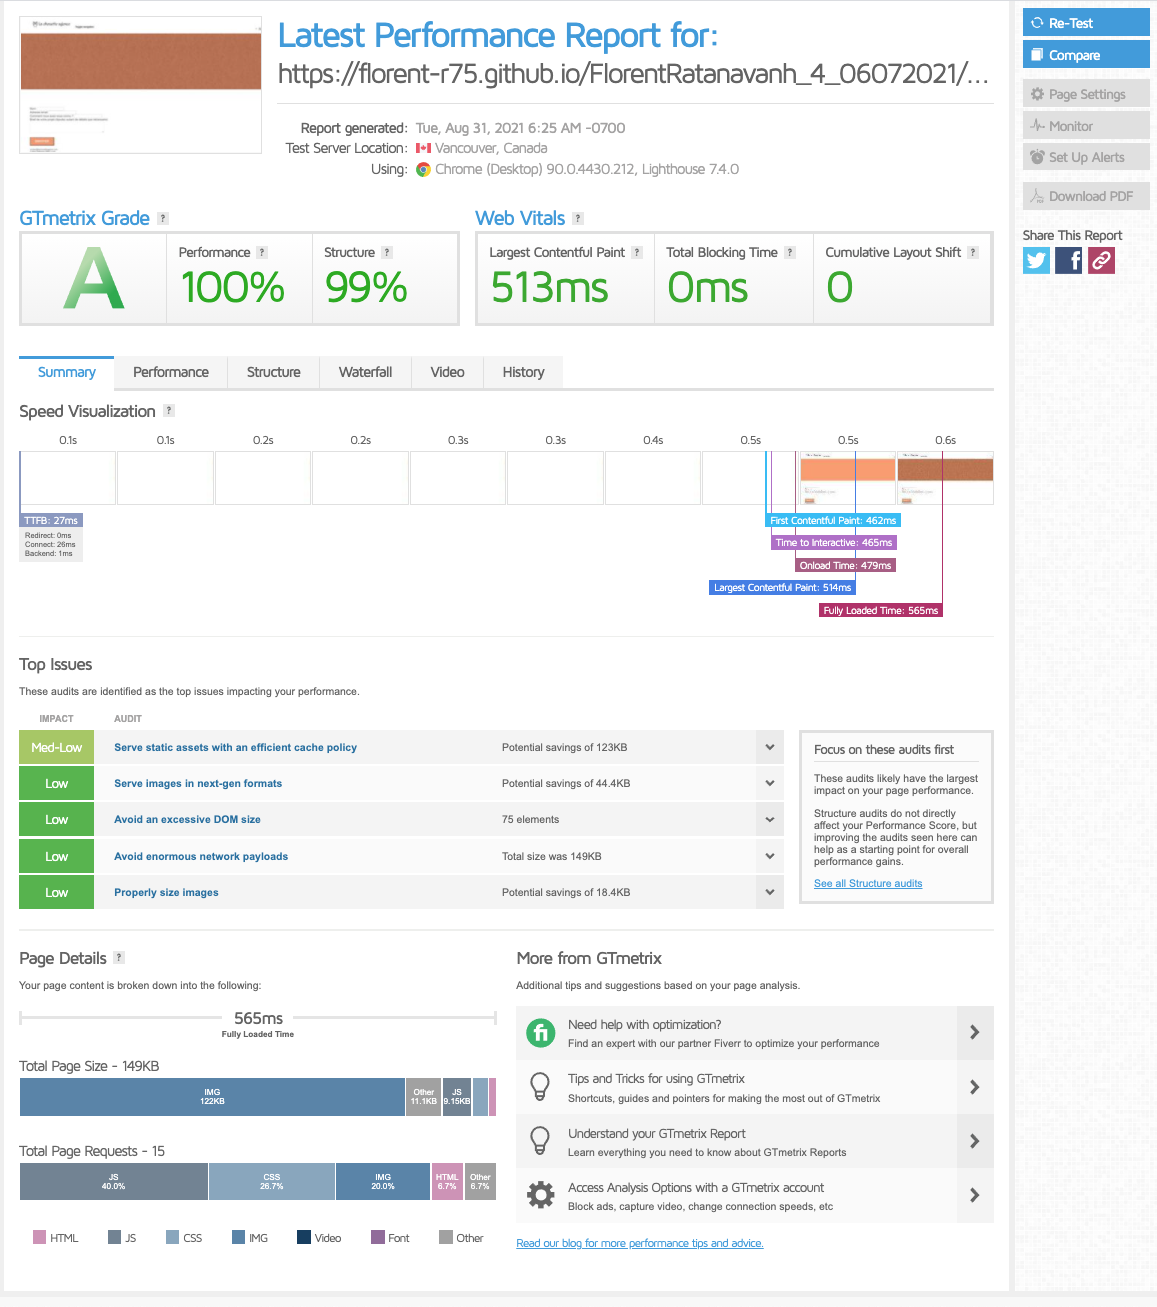 Latest Performance Report for:
https://florent-r75.github.io/FlorentRatanavanh_4_06072021/...
Report generated: Tue, Aug 31, 2021 6:25 AM -0700
Test Server Location: Vancouver, Canada
Using: Chrome (Desktop) 90.0.4430.212, Lighthouse 7.4.0
Re-Test
Compare
Page Settings
Monitor
Set Up Alerts
Download PDF
Share This Report
GTmetrix Grade ?
Web Vitals ?
A
Performance ?
100%
Structure ?
99%
Largest Contentful Paint ?
513ms
Total Blocking Time ?
0ms
Cumulative Layout Shift ?
0
Summary Performance Structure Waterfall Video History
Speed Visualization ?
0.1s 0.1s 0.2s 0.2s 0.3s 0.3s 0.4s 0.5s 0.5s 0.6s
TTFB: 27ms
Redirect: 0ms
Connect: 26ms
Backend: 1ms
First Contentful Paint: 462ms
Time to Interactive: 465ms
Onload Time: 479ms
Largest Contentful Paint: 514ms
Fully Loaded Time: 565ms
Top Issues
These audits are identified as the top issues impacting your performance.
IMPACT AUDIT
Med-Low Serve static assets with an efficient cache policy Potential savings of 123KB
Low Serve images in next-gen formats Potential savings of 44.4KB
Low Avoid an excessive DOM size 75 elements
Low Avoid enormous network payloads Total size was 149KB
Low Properly size images Potential savings of 18.4KB
Focus on these audits first
These audits likely have the largest
impact on your page performance.
Structure audits do not directly
affect your Performance Score, but
improving the audits seen here can
help as a starting point for overall
performance gains.
See all Structure audits
Page Details ?
Your page content is broken down into the following:
565ms
Fully Loaded Time
Total Page Size - 149KB
IMG
122KB
Other
11.1KB
JS
9.15KB
Total Page Requests - 15
JS
40.0%
CSS
26.7%
IMG
20.0%
HTML
6.7%
Other
6.7%
HTML JS CSS IMG Video Font Other
More from GTmetrix
Additional tips and suggestions based on your page analysis.
fi
Need help with optimization?
Find an expert with our partner Fiverr to optimize your performance
Tips and Tricks for using GTmetrix
Shortcuts, guides and pointers for making the most out of GTmetrix
Understand your GTmetrix Report
Learn everything you need to know about GTmetrix Reports
Access Analysis Options with a GTmetrix account
Block ads, capture video, change connection speeds, etc
Read our blog for more performance tips and advice.